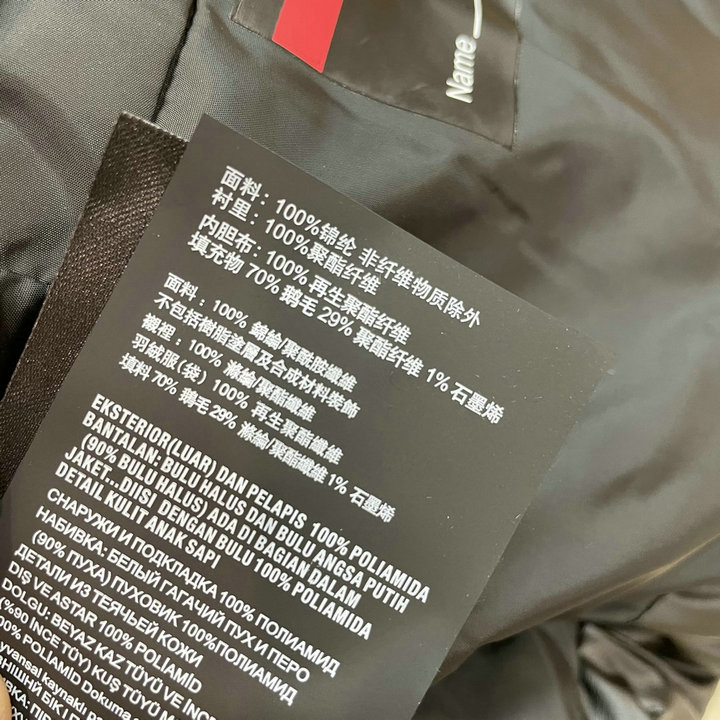 Name
面料: 100%锦纶 非纤维物质除外
衬里: 100%聚酯纤维
内胆布: 100% 再生聚酯纤维
填充物 70% 鹅毛 29% 聚酯纤维 1% 石墨烯
面料: 100% 錦綸/聚酰胺纖維
不包括樹脂塗層及合成材料裝飾
襯裡: 100% 滌綸/聚酯纖維
羽絨服(袋) 100% 再生聚酯纖維
填料 70% 鵝毛 29% 滌綸/聚酯纖維 1% 石墨烯
EKSTERIOR(LUAR) DAN PELAPIS 100% POLIAMIDA
BANTALAN: BULU HALUS DAN BULU ANGSA PUTIH
(90% BULU HALUS) ADA DI BAGIAN DALAM
JAKET...DIISI DENGAN BULU 100% POLIAMIDA
DETAIL KULIT ANAK SAPI
СНАРУЖИ И ПОДКЛАДКА 100% ПОЛИАМИД
НАБИВКА: БЕЛЫЙ ГАГАЧИЙ ПУХ И ПЕРО
(90% ПУХА) ПУХОВИК 100%ПОЛИАМИД
ДЕТАЛИ ИЗ ТЕЯЧЬЕЙ КОЖИ
DIŞ VE ASTAR 100% POLIAMİD
DOLGU: BEYAZ KAZ TÜYÜ VE İNCE
(%90 İNCE TÜY) KUŞ TÜYÜ
POLIAMİD Dokuma
kaynaklı
БІК І